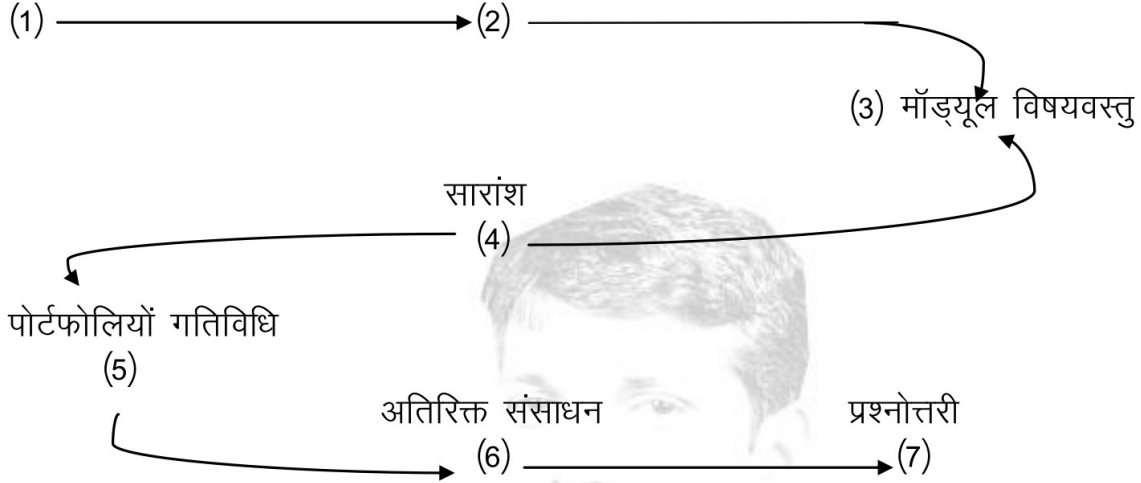 (1) (2)
(3) मॉड्यूल विषयवस्तु
सारांश
(4)
पोर्टफोलियों गतिविधि
(5)
अतिरिक्त संसाधन प्रश्नोत्तरी
(6) (7)